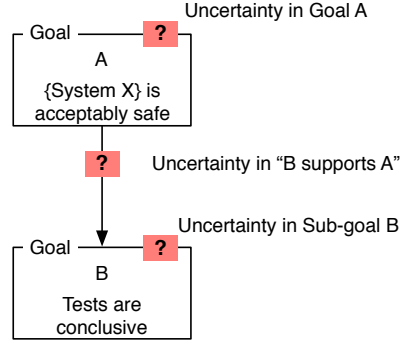 Uncertainty in Goal A
Goal ?
A
{System X} is
acceptably safe
? Uncertainty in “B supports A”
Uncertainty in Sub-goal B
Goal ?
B
Tests are
conclusive